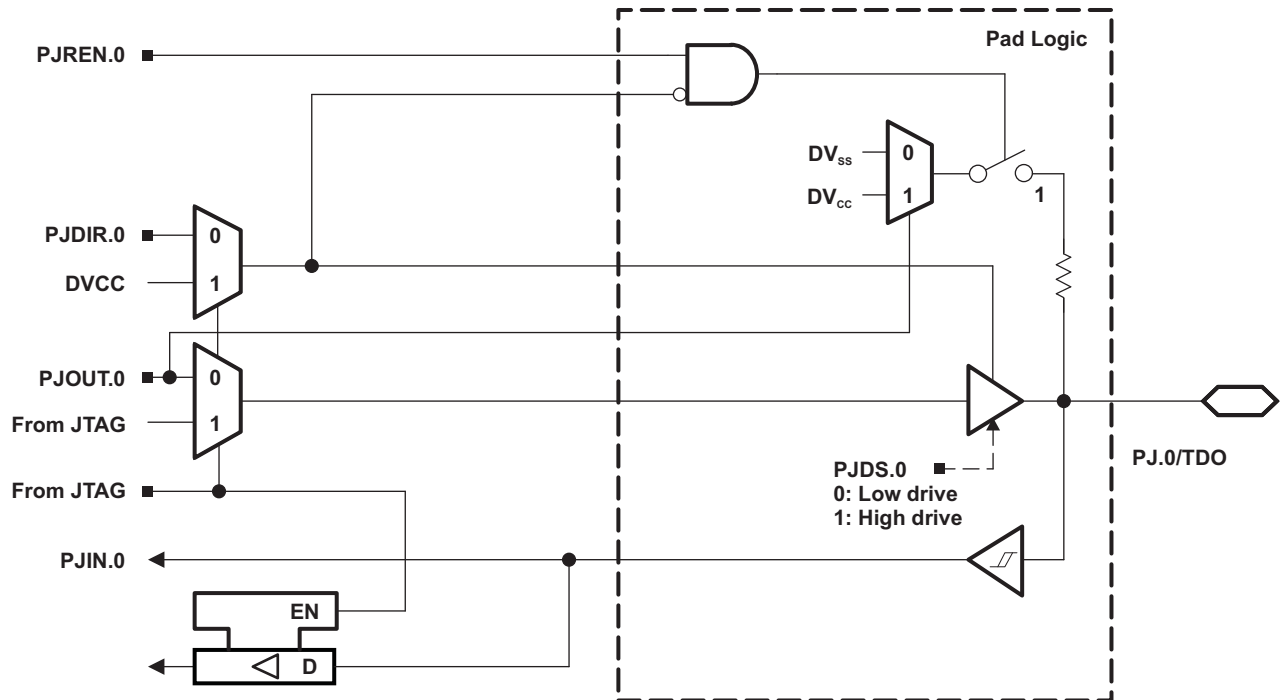 Pad Logic
PJREN.0
DVss
0
DVcc
1
1
PJDIR.0
0
DVCC
1
PJOUT.0
0
From JTAG
1
PJ.0/TDO
PJDS.0
0: Low drive
1: High drive
From JTAG
PJIN.0
EN
D